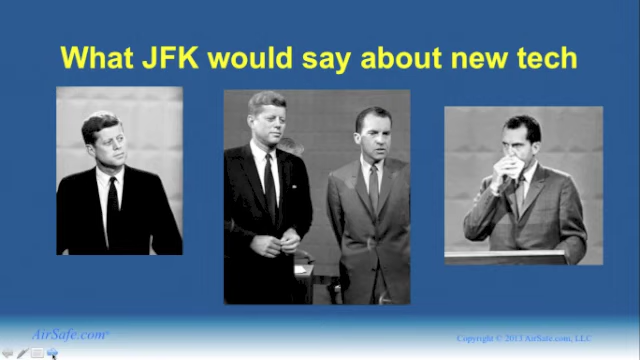 What JFK would say about new tech
AirSafe.com®
Copyright © 2013 AirSafe.com, LLC